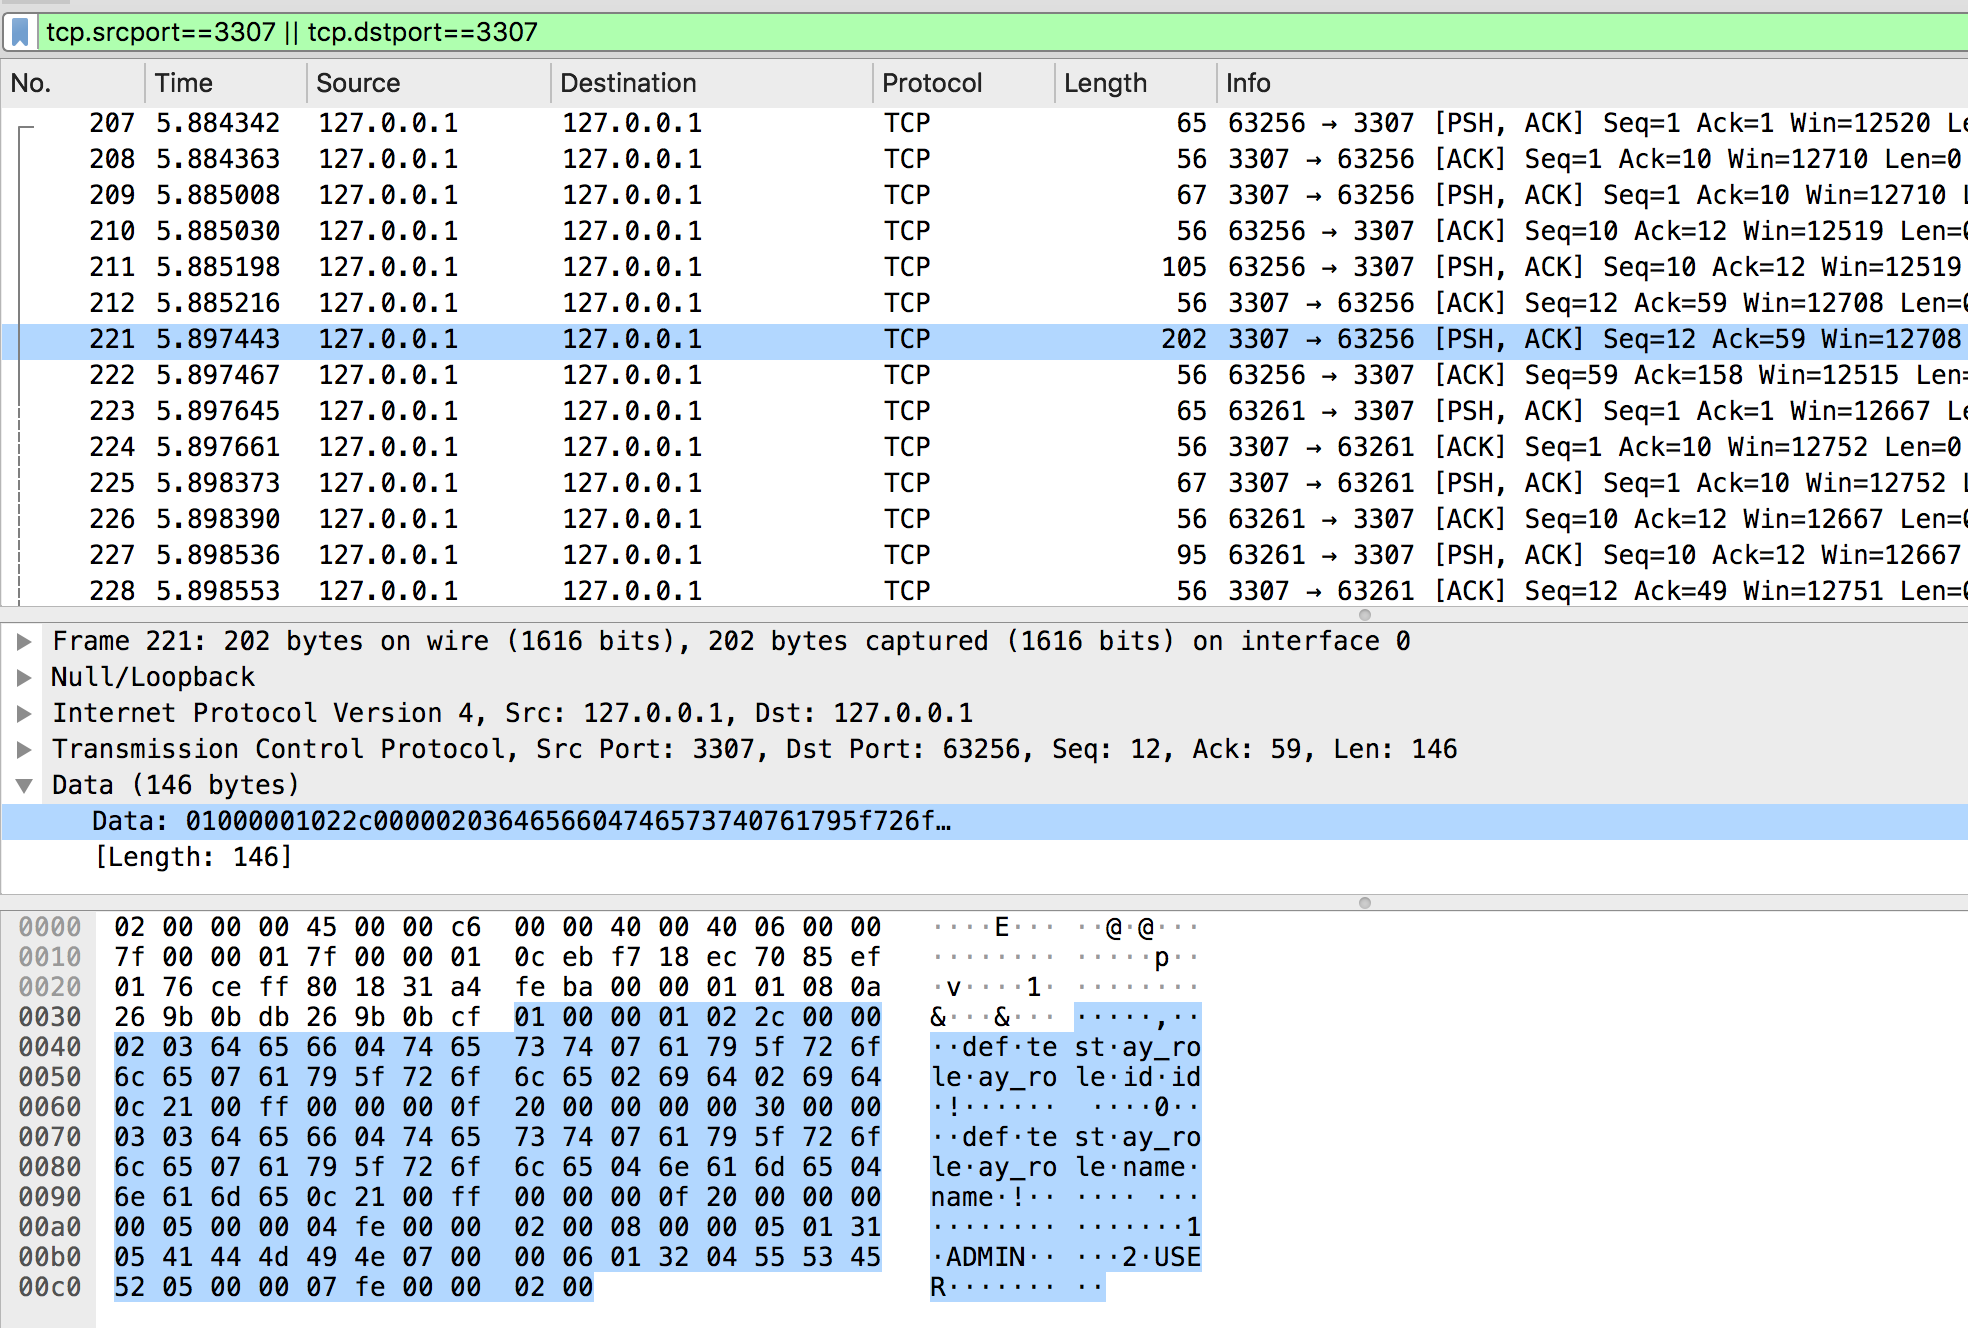 tcp.srcport==3307 || tcp.dstport==3307
No. Time Source Destination Protocol Length Info
207 5.884342 127.0.0.1 127.0.0.1 TCP 65 63256 → 3307 [PSH, ACK] Seq=1 Ack=1 Win=12520 Le
208 5.884363 127.0.0.1 127.0.0.1 TCP 56 3307 → 63256 [ACK] Seq=1 Ack=10 Win=12710 Len=0
209 5.885008 127.0.0.1 127.0.0.1 TCP 67 3307 → 63256 [PSH, ACK] Seq=1 Ack=10 Win=12710 L
210 5.885030 127.0.0.1 127.0.0.1 TCP 56 63256 → 3307 [ACK] Seq=10 Ack=12 Win=12519 Len=0
211 5.885198 127.0.0.1 127.0.0.1 TCP 105 63256 → 3307 [PSH, ACK] Seq=10 Ack=12 Win=12519
212 5.885216 127.0.0.1 127.0.0.1 TCP 56 3307 → 63256 [ACK] Seq=12 Ack=59 Win=12708 Len=0
221 5.897443 127.0.0.1 127.0.0.1 TCP 202 3307 → 63256 [PSH, ACK] Seq=12 Ack=59 Win=12708
222 5.897467 127.0.0.1 127.0.0.1 TCP 56 63256 → 3307 [ACK] Seq=59 Ack=158 Win=12515 Len=
223 5.897645 127.0.0.1 127.0.0.1 TCP 65 63261 → 3307 [PSH, ACK] Seq=1 Ack=1 Win=12667 Le
224 5.897661 127.0.0.1 127.0.0.1 TCP 56 3307 → 63261 [ACK] Seq=1 Ack=10 Win=12752 Len=0
225 5.898373 127.0.0.1 127.0.0.1 TCP 67 3307 → 63261 [PSH, ACK] Seq=1 Ack=10 Win=12752 L
226 5.898390 127.0.0.1 127.0.0.1 TCP 56 63261 → 3307 [ACK] Seq=10 Ack=12 Win=12667 Len=0
227 5.898536 127.0.0.1 127.0.0.1 TCP 95 63261 → 3307 [PSH, ACK] Seq=10 Ack=12 Win=12667
228 5.898553 127.0.0.1 127.0.0.1 TCP 56 3307 → 63261 [ACK] Seq=12 Ack=49 Win=12751 Len=0
Frame 221: 202 bytes on wire (1616 bits), 202 bytes captured (1616 bits) on interface 0
Null/Loopback
Internet Protocol Version 4, Src: 127.0.0.1, Dst: 127.0.0.1
Transmission Control Protocol, Src Port: 3307, Dst Port: 63256, Seq: 12, Ack: 59, Len: 146
Data (146 bytes)
Data: 01000001022c00000203646566047465737407​61795f726f…
[Length: 146]
0000 02 00 00 00 45 00 00 c6 00 00 40 00 40 06 00 00 ····E··· ··@·@···
0010 7f 00 00 01 7f 00 00 01 0c eb f7 18 ec 70 85 ef ········ ·····p··
0020 01 76 ce ff 80 18 31 a4 fe ba 00 00 01 01 08 0a ·v····1· ········
0030 26 9b 0b db 26 9b 0b cf 01 00 00 01 02 2c 00 00 &···&··· ·····,··
0040 02 03 64 65 66 04 74 65 73 74 07 61 79 5f 72 6f ··def·te st·ay_ro
0050 6c 65 07 61 79 5f 72 6f 6c 65 02 69 64 02 69 64 le·ay_ro le·id·id
0060 0c 21 00 ff 00 00 00 0f 20 00 00 00 00 30 00 00 ·!······ ····0··
0070 03 03 64 65 66 04 74 65 73 74 07 61 79 5f 72 6f ··def·te st·ay_ro
0080 6c 65 07 61 79 5f 72 6f 6c 65 04 6e 61 6d 65 04 le·ay_ro le·name·
0090 6e 61 6d 65 0c 21 00 ff 00 00 00 0f 20 00 00 00 name·!·· ···· ···
00a0 00 05 00 00 04 fe 00 00 02 00 08 00 00 05 01 31 ········ ·······1
00b0 05 41 44 4d 49 4e 07 00 00 06 01 32 04 55 53 45 ·ADMIN·· ···2·USE
00c0 52 05 00 00 07 fe 00 00 02 00 R······· ··